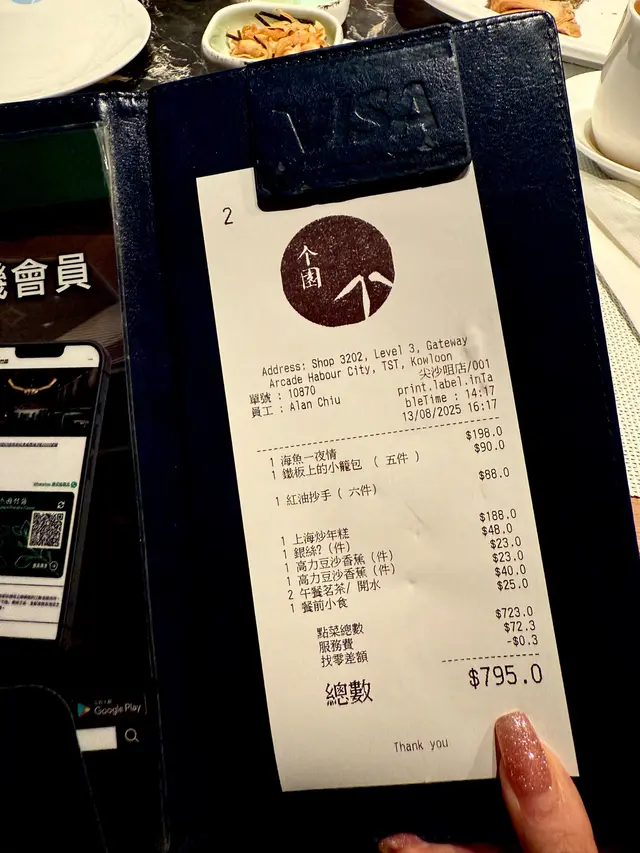 VISA
2
个園
Address: Shop 3202, Level 3, Gateway
Arcade Habour City, TST, Kowloon
尖沙咀店/001
單號 : 10870
print.label.inTa
員工 : Alan Chiu
bleTime : 14:17
13/08/2025 16:17
1 海魚一夜情 $198.0
1 鐵板上的小籠包 ( 五件 ) $90.0
1 紅油抄手 ( 六件) $88.0
1 上海炒年糕 $188.0
1 銀絲? (件) $48.0
1 高力豆沙香蕉 (件) $23.0
1 高力豆沙香蕉 (件) $23.0
2 午餐茗茶/ 開水 $40.0
1 餐前小食 $25.0
點菜總數 $723.0
服務費 $72.3
找零差額 -$0.3
總數 $795.0
Thank you
會員
Google Play